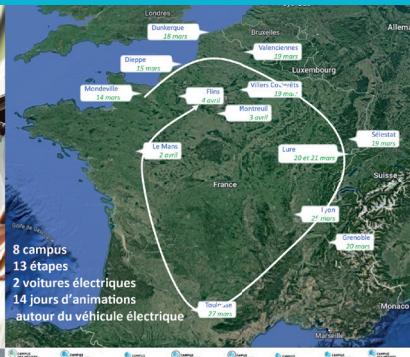 Londres
Dunkerque
18 mars
Bruxelles
Valenciennes
19 mars
Dieppe
15 mars
Luxembourg
Mondeville
14 mars
Flins
4 avril
Villers Cotterêts
19 mars
Montreuil
3 avril
Sélestat
19 mars
Le Mans
2 avril
Lure
20 et 21 mars
Suisse
France
Lyon
Grenoble
20 mars
8 campus
13 étapes
2 voitures électriques
14 jours d'animations
autour du véhicule électrique
Toulouse
27 mars
Monaco
Marseille